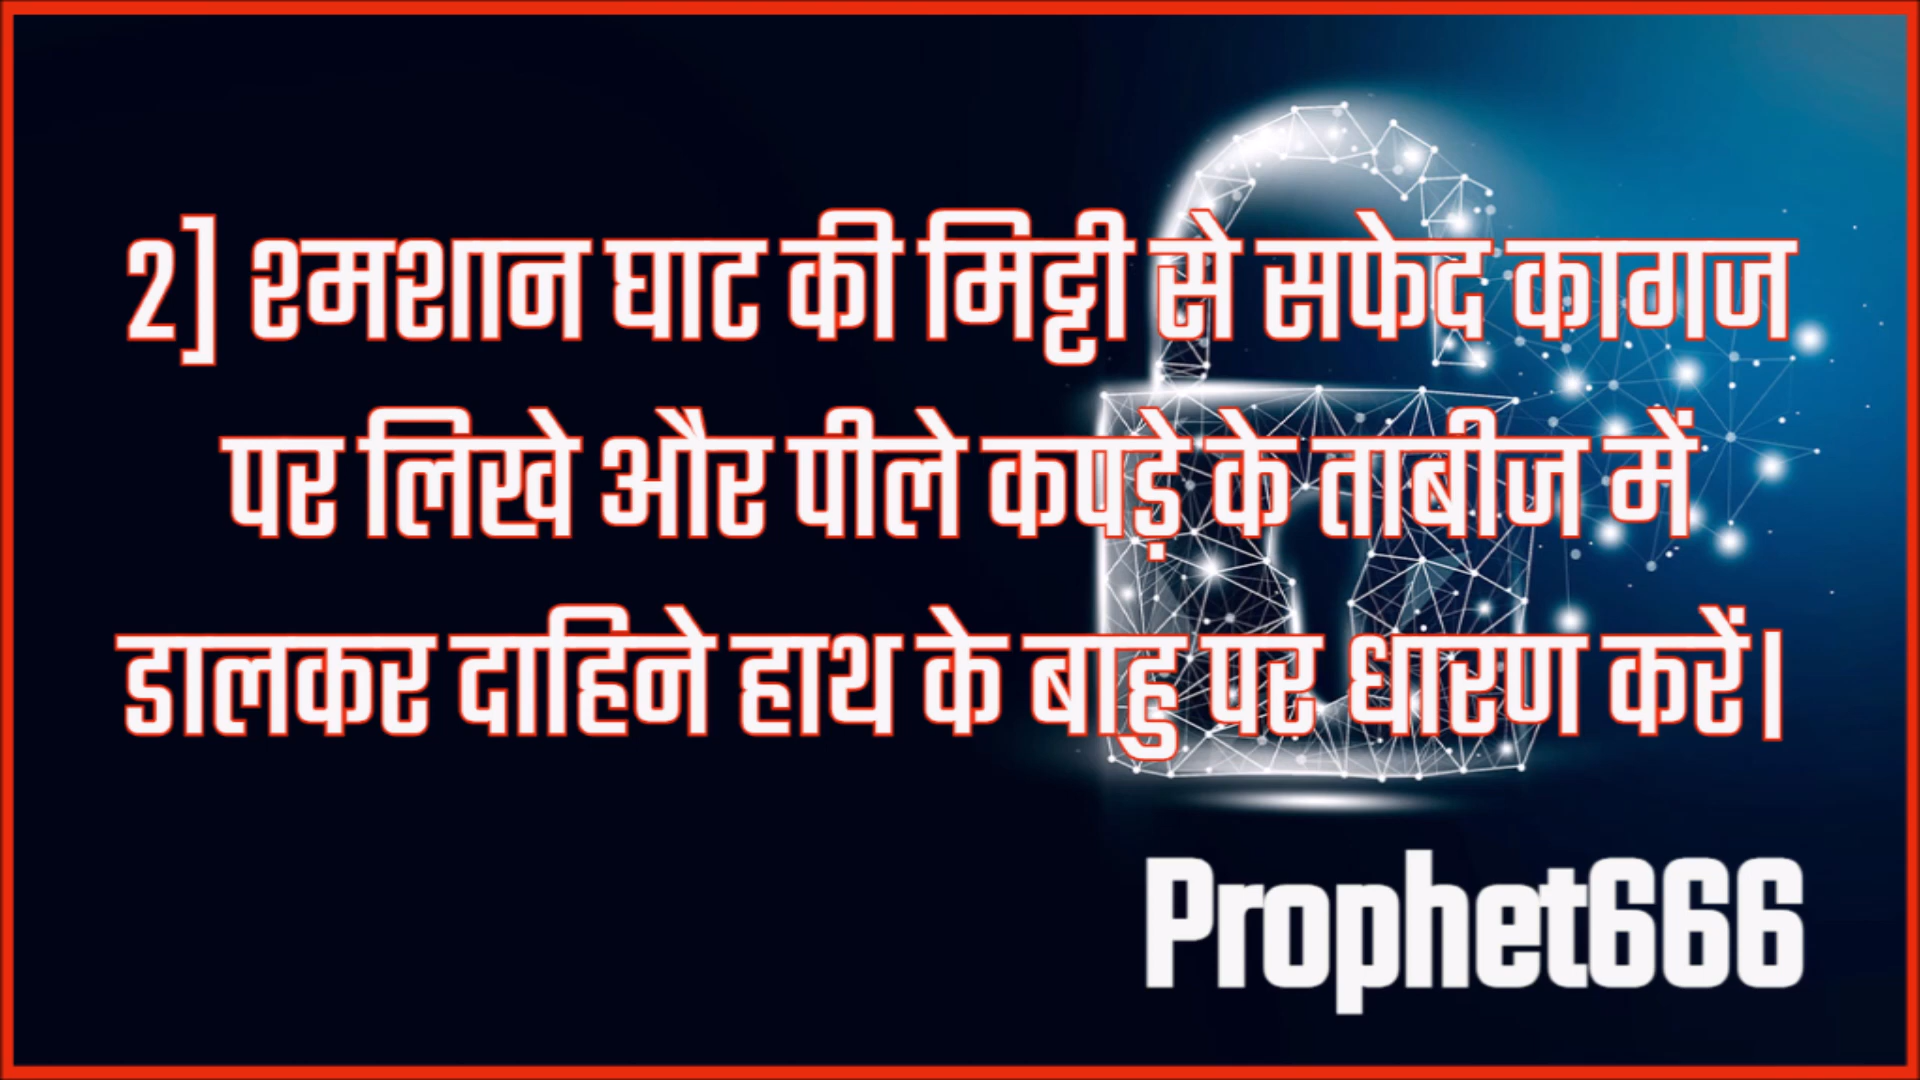 2] श्मशान घाट की मिट्टी से सफेद कागज
पर लिखे और पीले कपड़े के ताबीज में
डालकर दाहिने हाथ के बाहु पर धारण करें।
Prophet666